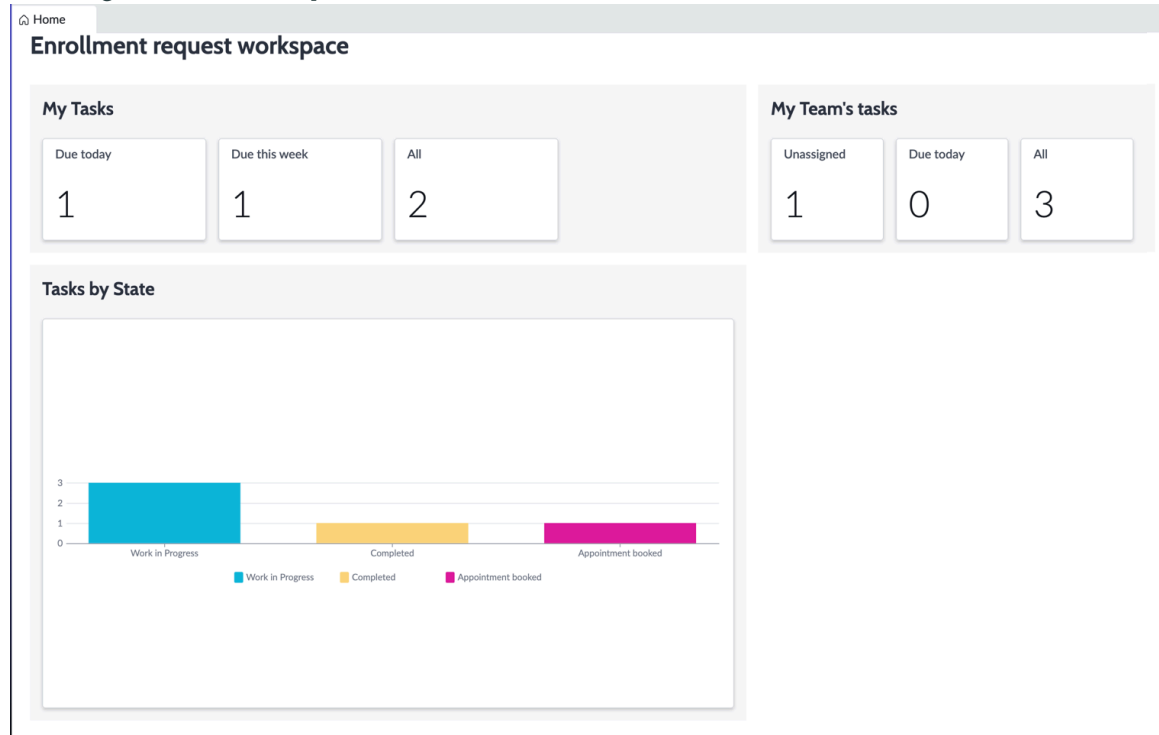 Home
Enrollment request workspace
My Tasks
Due today
1
Due this week
1
All
2
My Team's tasks
Unassigned
1
Due today
0
All
3
Tasks by State
3
2
1
0
Work in Progress
Completed
Appointment booked
Work in Progress
Completed
Appointment booked